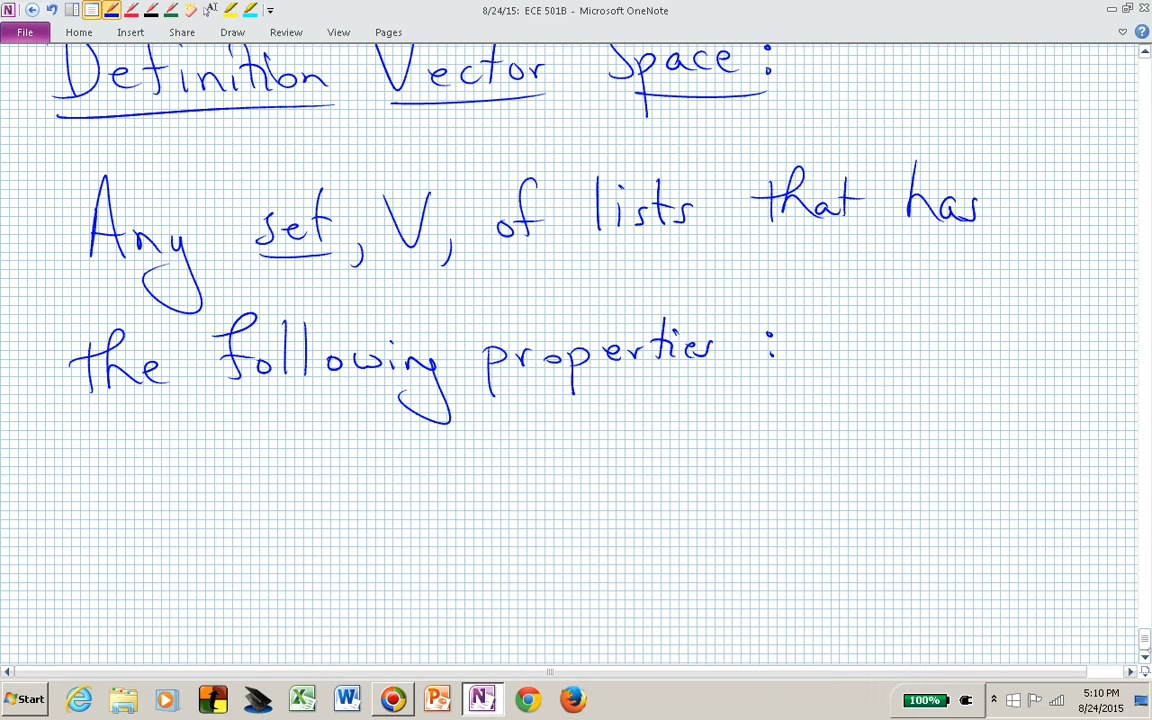 8/24/15: ECE 501B - Microsoft OneNote
File Home Insert Share Draw Review View Pages
Definition Vector Space:
Any set, V, of lists that has
the following properties :
Start
100%
5:10 PM
8/24/2015